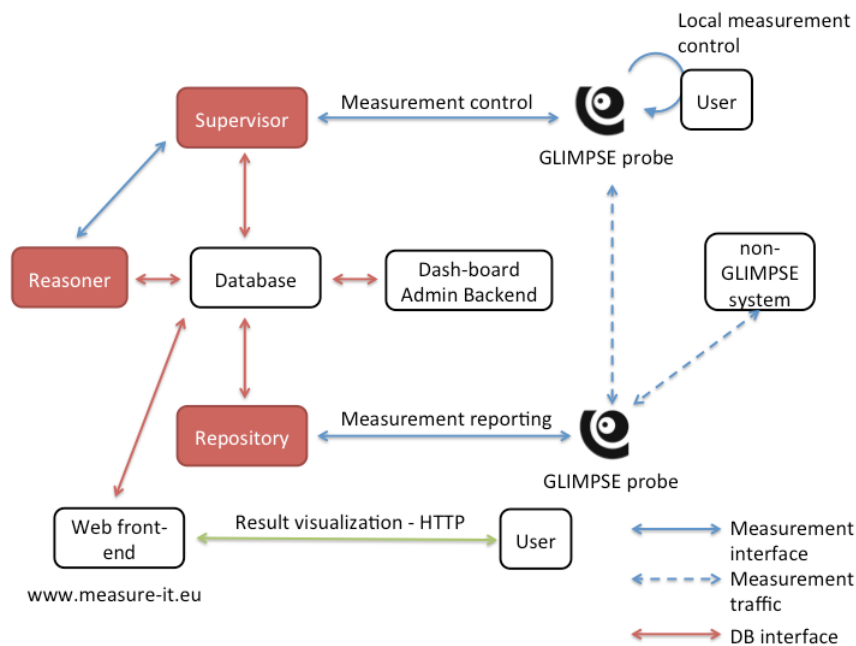 Local measurement
control
Measurement control
Supervisor
User
GLIMPSE probe
Reasoner
Database
Dash-board
Admin Backend
non-
GLIMPSE
system
Measurement reporting
Repository
GLIMPSE probe
Web front-
end
Result visualization - HTTP
User
www.measure-it.eu
Measurement
interface
Measurement
traffic
DB interface